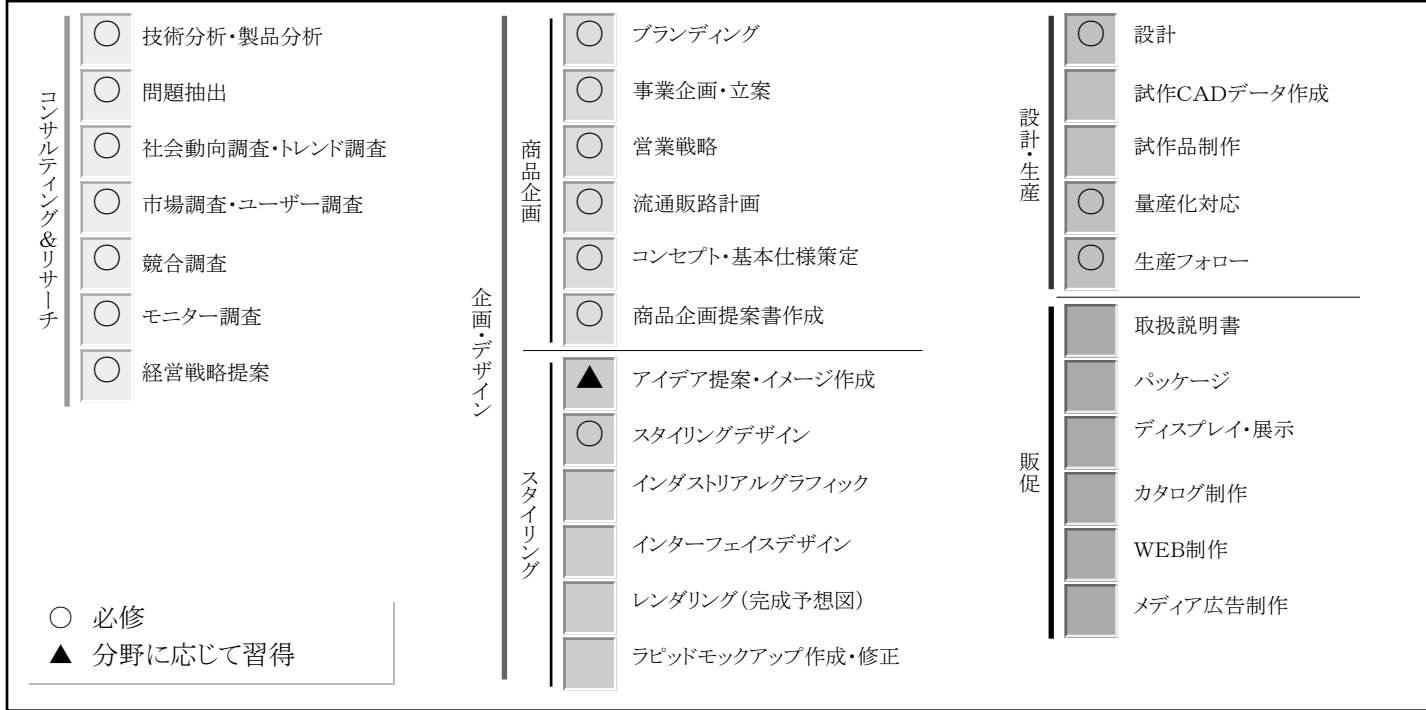 コンサルティング&リサーチ
○ 技術分析・製品分析
○ 問題抽出
○ 社会動向調査・トレンド調査
○ 市場調査・ユーザー調査
○ 競合調査
○ モニター調査
○ 経営戦略提案
企画・デザイン
商品企画
○ ブランディング
○ 事業企画・立案
○ 営業戦略
○ 流通販路計画
○ コンセプト・基本仕様策定
○ 商品企画提案書作成
スタイリング
▲ アイデア提案・イメージ作成
○ スタイリングデザイン
インダストリアルグラフィック
インターフェイスデザイン
レンダリング(完成予想図)
ラピッドモックアップ作成・修正
設計・生産
○ 設計
試作CADデータ作成
試作品制作
○ 量産化対応
○ 生産フォロー
販促
取扱説明書
パッケージ
ディスプレイ・展示
カタログ制作
WEB制作
メディア広告制作
○ 必修
▲ 分野に応じて習得